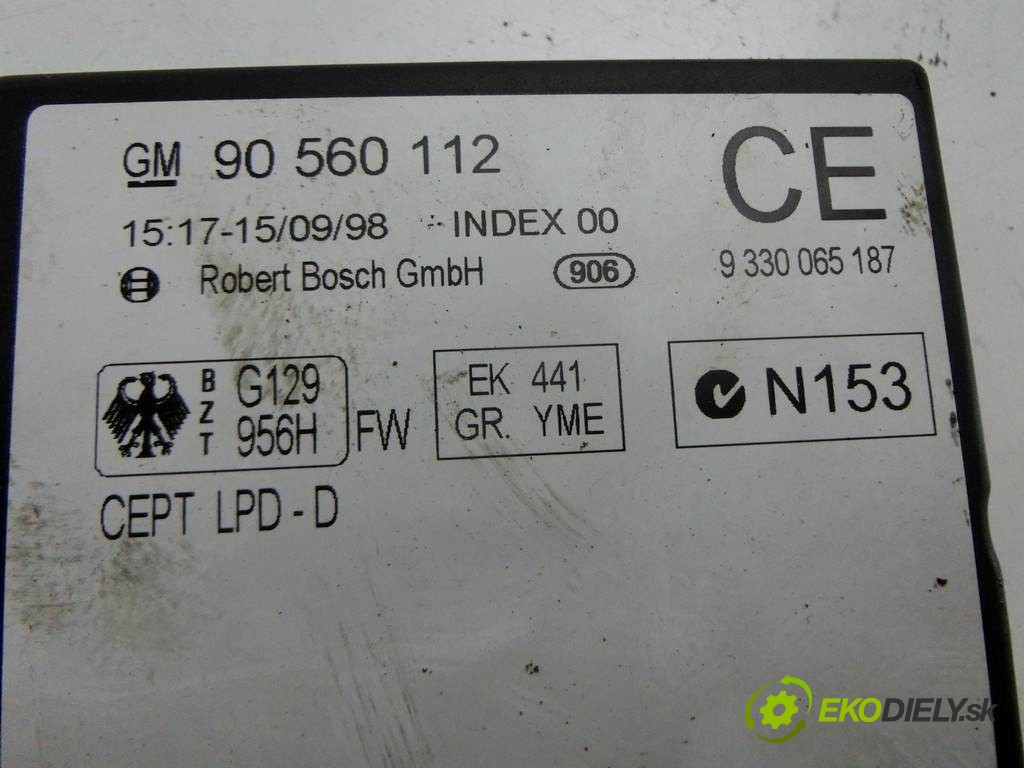 GM 90 560 112
CE
15:17-15/09/98 INDEX 00
Robert Bosch GmbH 906
9 330 065 187
BZT G129
956H FW
EK 441
GR. YME
N153
CEPT LPD - D
EKODIELY.sk